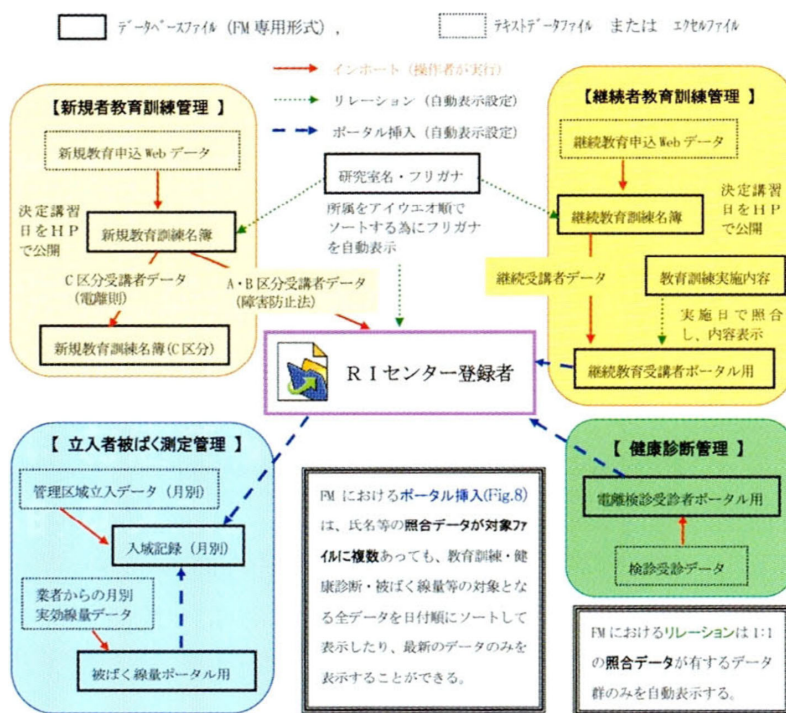 データベースファイル(FM専用形式),
テキストデータファイル または エクセルファイル
インポート(操作者が実行)
リレーション(自動表示設定)
ポータル挿入(自動表示設定)
【新規者教育訓練管理 】
新規教育申込Webデータ
決定講習
日をHP
で公開
新規教育訓練名簿
C区分受講者データ
(電離則)
A・B区分受講者データ
(障害防止法)
新規教育訓練名簿(C区分)
研究室名・フリガナ
所属をアイウエオ順で
ソートする為にフリガナ
を自動表示
【継続者教育訓練管理】
継続教育申込Webデータ
決定講習
日をHP
で公開
継続教育訓練名簿
継続受講者データ
教育訓練実施内容
実施日で照合
し、内容表示
継続教育受講者ポータル用
RIセンター登録者
【 立入者被ばく測定管理 】
管理区域立入データ(月別)
入域記録(月別)
業者からの月別
実効線量データ
被ばく線量ポータル用
FMにおけるポータル挿入(Fig.8)
は、氏名等の照合データが対象ファ
イルに複数あっても、教育訓練・健
康診断・被ばく線量等の対象とな
る全データを日付順にソートして
表示したり、最新のデータのみを
表示することができる。
【 健康診断管理 】
電離検診受診者ポータル用
検診受診データ
FMにおけるリレーションは1:1
の照合データが有するデータ
群のみを自動表示する。